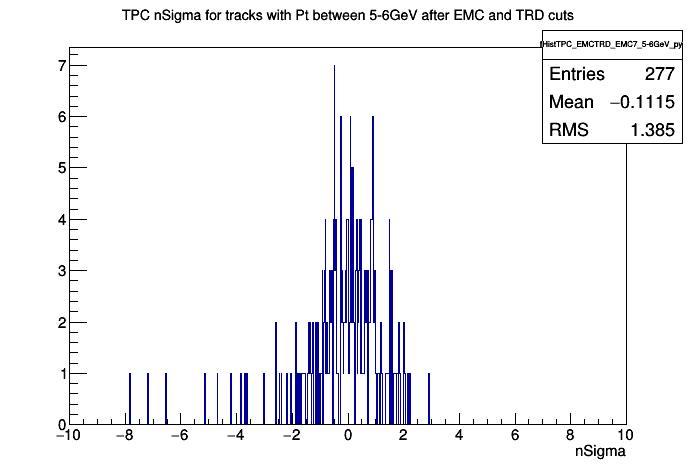 TPC nSigma for tracks with Pt between 5-6GeV after EMC and TRD cuts
HistTPC_EMCTRD_EMC7_5-6GeV_py
Entries 277
Mean −0.1115
RMS 1.385
7
6
5
4
3
2
1
0
−10 −8 −6 −4 −2 0 2 4 6 8 10
nSigma